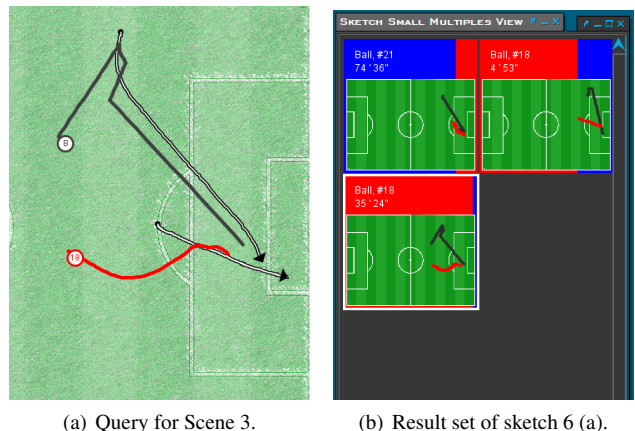 B
18
SKETCH SMALL MULTIPLES VIEW
Ball, #21
74 ' 36"
Ball, #18
4 ' 53"
Ball, #18
35 ' 24"
(a) Query for Scene 3.
(b) Result set of sketch 6 (a).